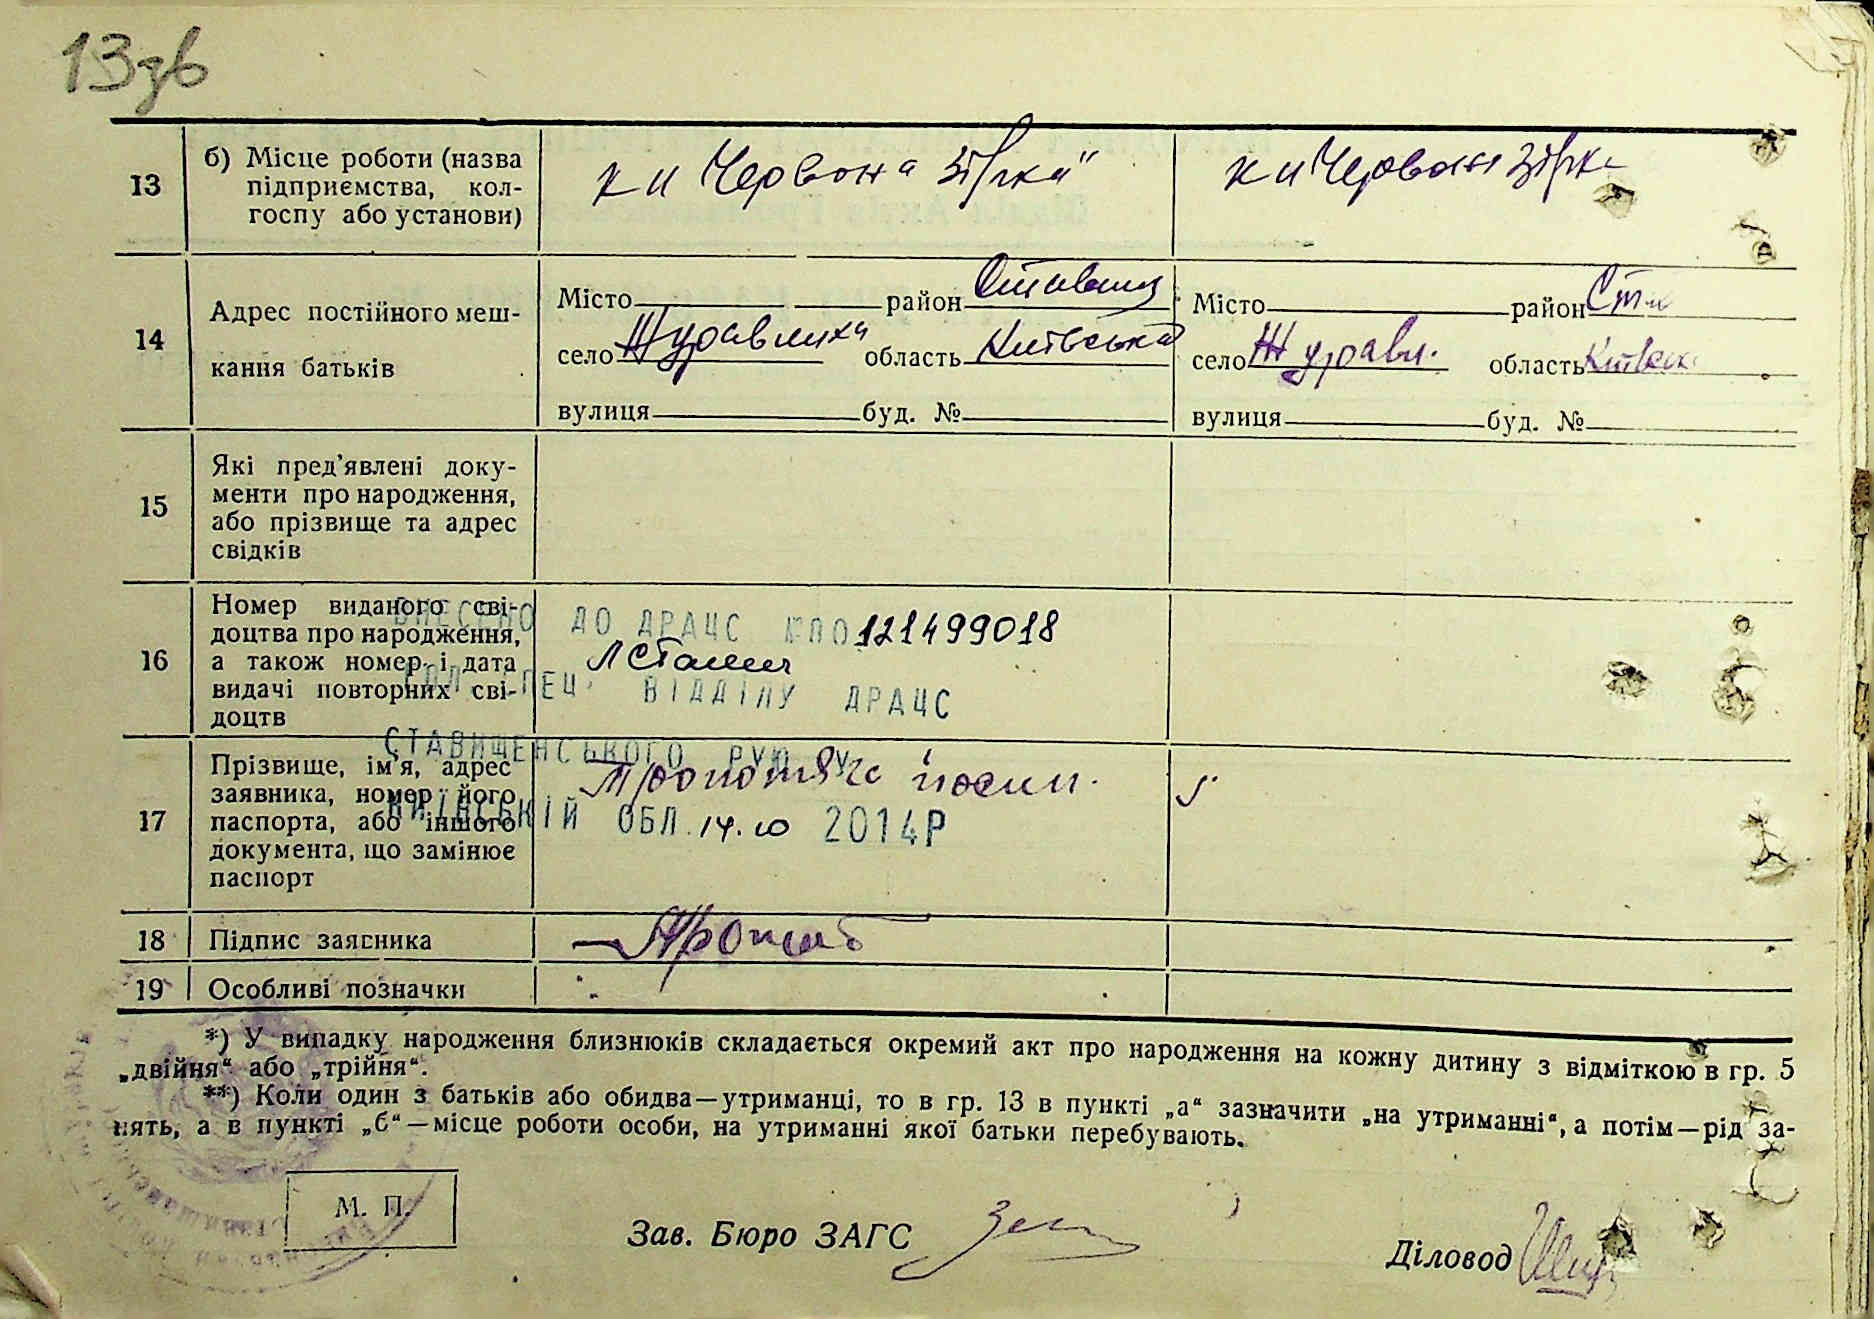 13зв
13
б) Місце роботи (назва
підприємства, кол-
госпу або установи)
к и Червона зірка"
к и Червона зірка
14
Адрес постійного меш-
кання батьків
Місто район Ставищ
село Журавлиха область Київська
вулиця буд. №
Місто район Став
село Журавл. область Київськ
вулиця буд. №
15
Які пред'явлені доку-
менти про народження,
або прізвище та адрес
свідків
16
Номер виданого сві-
доцтва про народження,
а також номер і дата
видачі повторних сві-
доцтв
ВНЕСЕНО ДО ДРАЦС 121499018
ВІДДІЛУ ДРАЦС
СТАВИЩЕНСЬКОГО РУЮ У
КИЇВСЬКІЙ ОБЛ. 14.10 2014Р
17
Прізвище, ім'я, адрес
заявника, номер його
паспорта, або іншого
документа, що замінює
паспорт
18
Підпис заявника
19
Особливі позначки
*) У випадку народження близнюків складається окремий акт про народження на кожну дитину з відміткою в гр. 5
„двійня“ або „трійня“.
**) Коли один з батьків або обидва—утриманці, то в гр. 13 в пункті „а“ зазначити „на утриманні“, а потім—рід за-
нять, а в пункті „б“—місце роботи особи, на утриманні якої батьки перебувають.
М. П.
Зав. Бюро ЗАГС
Діловод